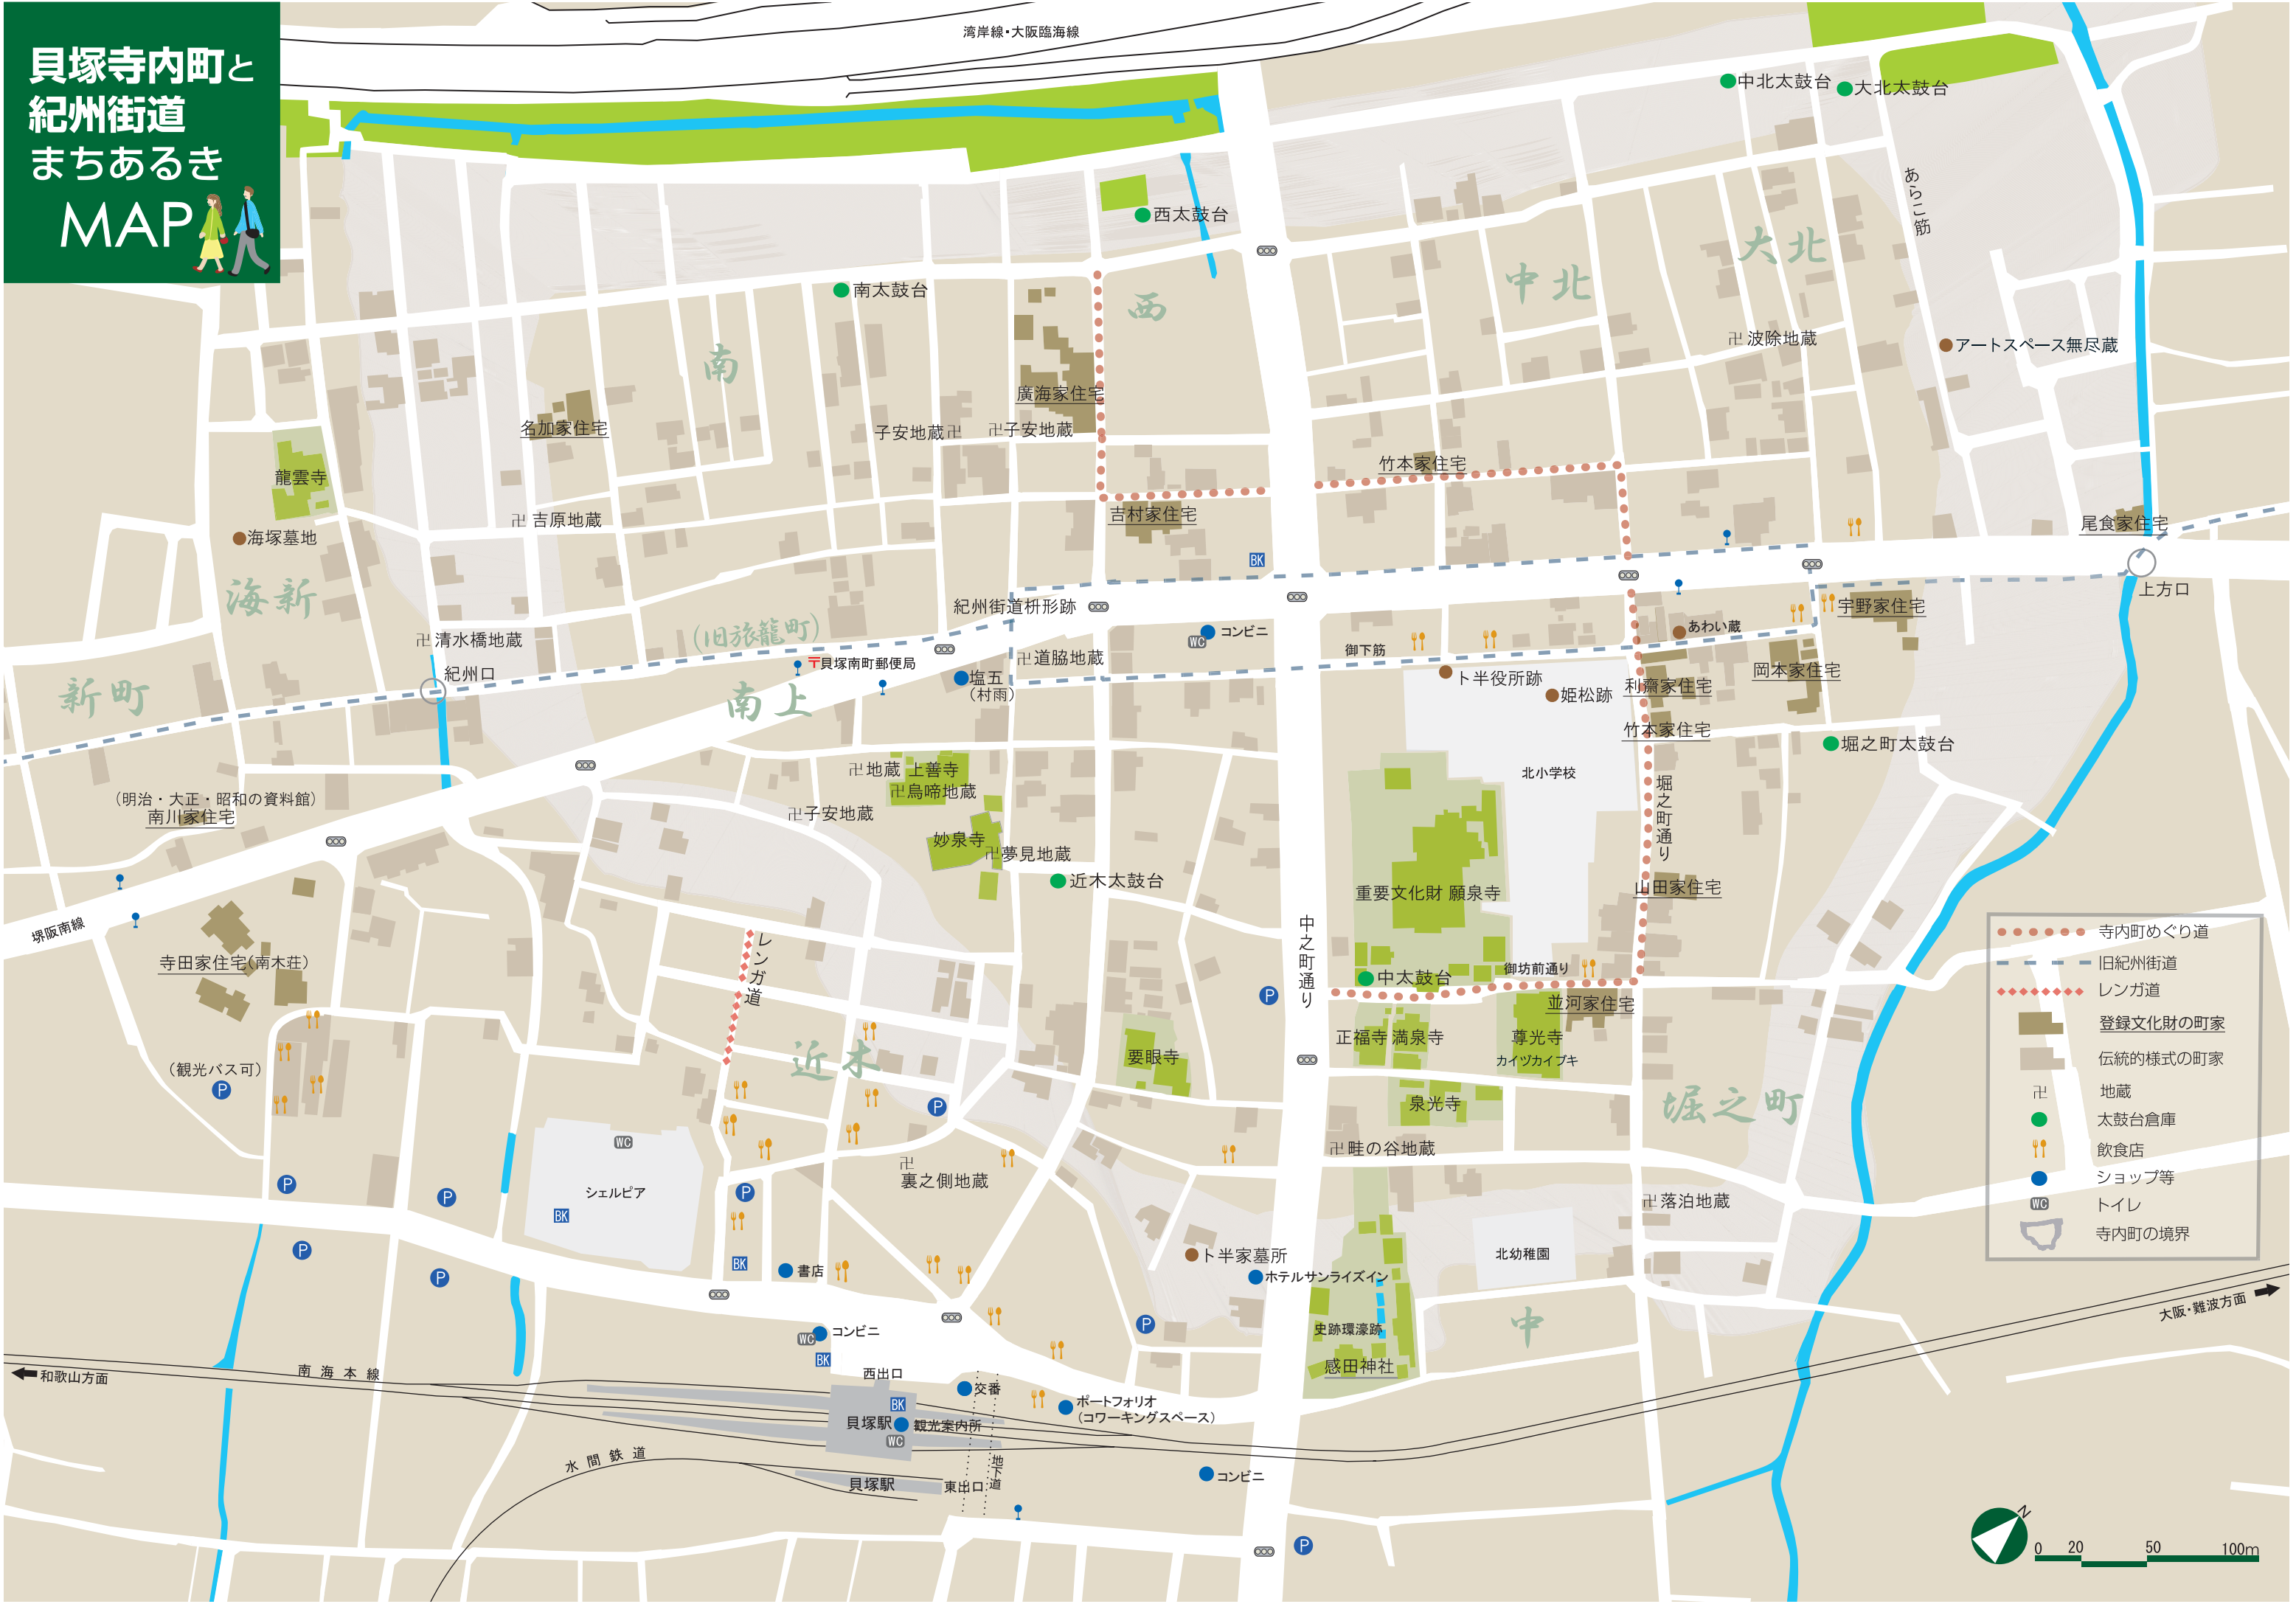 貝塚寺内町と
紀州街道
まちあるき
MAP
湾岸線・大阪臨海線
中北太鼓台
大北太鼓台
西太鼓台
あらこ筋
大北
中北
南太鼓台
西
波除地蔵
アートスペース無尽蔵
南
廣海家住宅
名加家住宅
子安地蔵卍
卍子安地蔵
竹本家住宅
龍雲寺
卍 吉原地蔵
吉村家住宅
尾食家住宅
海塚墓地
BK
海新
紀州街道枡形跡
宇野家住宅
上方口
(旧旅籠町)
卍 清水橋地蔵
コンビニ
WC
あわい蔵
御下筋
卍道脇地蔵
〒貝塚南町郵便局
紀州口
塩五
(村雨)
卜半役所跡
姫松跡
利齋家住宅
岡本家住宅
新町
南上
竹本家住宅
堀之町太鼓台
卍地蔵
上善寺
卍烏啼地蔵
北小学校
堀之町通り
(明治・大正・昭和の資料館)
南川家住宅
卍子安地蔵
妙泉寺
卍夢見地蔵
近木太鼓台
重要文化財 願泉寺
山田家住宅
堺阪南線
中之町通り
レンガ道
寺田家住宅(南木荘)
御坊前通り
中太鼓台
並河家住宅
P
正福寺
満泉寺
尊光寺
カイヅカイブキ
近木
要眼寺
(観光バス可)
P
P
泉光寺
堀之町
WC
卍畦の谷地蔵
卍
裏之側地蔵
P
P
P
シェルピア
BK
卍落泊地蔵
P
P
BK
書店
卜半家墓所
ホテルサンライズイン
北幼稚園
P
史跡環濠跡
中
コンビニ
WC
BK
感田神社
大阪・難波方面
和歌山方面
南海本線
西出口
交番
BK
貝塚駅
観光案内所
WC
ポートフォリオ
(コワーキングスペース)
水間鉄道
貝塚駅
東出口
地下道
コンビニ
P
寺内町めぐり道
旧紀州街道
レンガ道
登録文化財の町家
伝統的様式の町家
卍 地蔵
太鼓台倉庫
飲食店
ショップ等
WC トイレ
寺内町の境界
N
0 20 50 100m